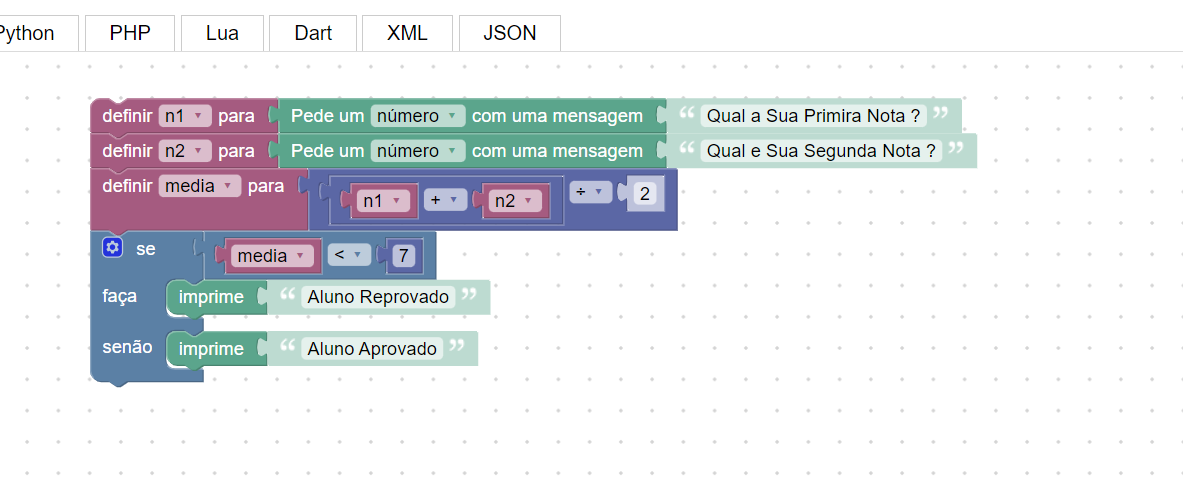 Python PHP Lua Dart XML JSON
definir n1 para Pede um número com uma mensagem “ Qual a Sua Primira Nota ? ”
definir n2 para Pede um número com uma mensagem “ Qual e Sua Segunda Nota ? ”
definir media para n1 + n2 ÷ 2
se media < 7
faça imprime “ Aluno Reprovado ”
senão imprime “ Aluno Aprovado ”